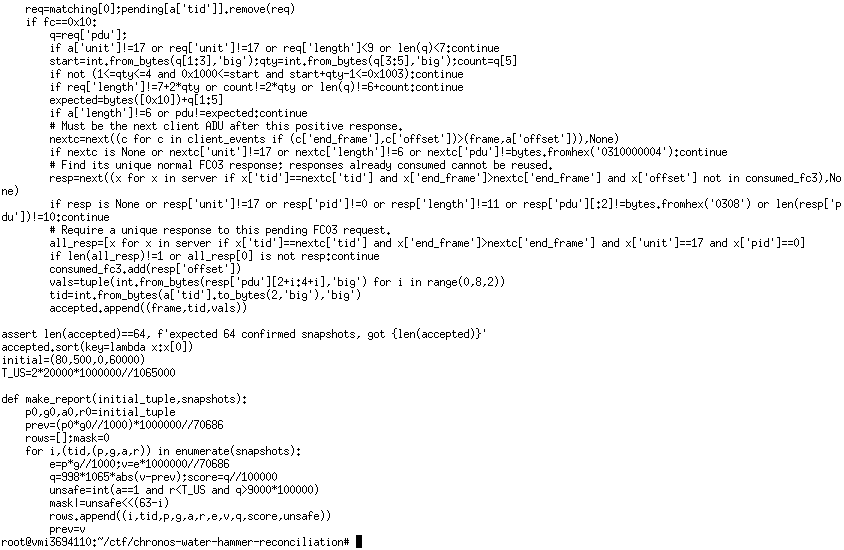 req=matching[0];pending[a['tid']].remove(req)
if fc==0x10:
q=req['pdu'];
if a['unit']!=17 or req['unit']!=17 or req['length']<9 or len(q)<7:continue
start=int.from_bytes(q[1:3],'big');qty=int.from_bytes(q[3:5],'big);count=q[5]
if not (1<=qty<=4 and 0x1000<=start and start+qty-1<=0x1003):continue
if req['length']!=7+2*qty or count!=2*qty or len(q)!=6+count:continue
expected=bytes([0x10])+q[1:5]
if a['length']!=6 or pdu!=expected:continue
# Must be the next client ADU after this positive response.
nextc=next((c for c in client_events if (c['end_frame'],c['offset'])>(frame,a['offset'])),None)
if nextc is None or nextc['unit']!=17 or nextc['length']!=6 or nextc['pdu']!=bytes.fromhex('0310000004'):continue
# Find its unique normal FC03 response; responses already consumed cannot be reused.
resp=next((x for x in server if x['tid']==nextc['tid'] and x['end_frame']>nextc['end_frame'] and x['offset'] not in consumed_fc3),No
ne)
if resp is None or resp['unit']!=17 or resp['pid']!=0 or resp['length']!=11 or resp['pdu'][:2]!=bytes.fromhex('0308') or len(resp['p
du'])!=10:continue
# Require a unique response to this pending FC03 request.
all_resp=[x for x in server if x['tid']==nextc['tid'] and x['end_frame']>nextc['end_frame'] and x['unit']==17 and x['pid']==0]
if len(all_resp)!=1 or all_resp[0] is not resp:continue
consumed_fc3.add(resp['offset'])
vals=tuple(int.from_bytes(resp['pdu'][2+i:4+i],'big') for i in range(0,8,2))
tid=int.from_bytes(a['tid'].to_bytes(2,'big'),'big')
accepted.append((frame,tid,vals))
assert len(accepted)==64, f'expected 64 confirmed snapshots, got {len(accepted)}'
accepted.sort(key=lambda x:x[0])
initial=(80,500,0,60000)
T_US=2*20000*1000000//1065000
def make_report(initial_tuple,snapshots):
p0,g0,a0,r0=initial_tuple
prev=(p0*g0//1000)*1000000//70686
rows=[];mask=0
for i,(tid,(p,g,a,r)) in enumerate(snapshots):
e=p*g//1000;v=e*1000000//70686
q=998*1065*abs(v-prev);score=q//100000
unsafe=int(a==1 and r<T_US and q>9000*100000)
mask|=unsafe<<(63-i)
rows.append((i,tid,p,g,a,r,e,v,q,score,unsafe))
prev=v
root@vmi3694110:~/ctf/chronos-water-hammer-reconciliation#